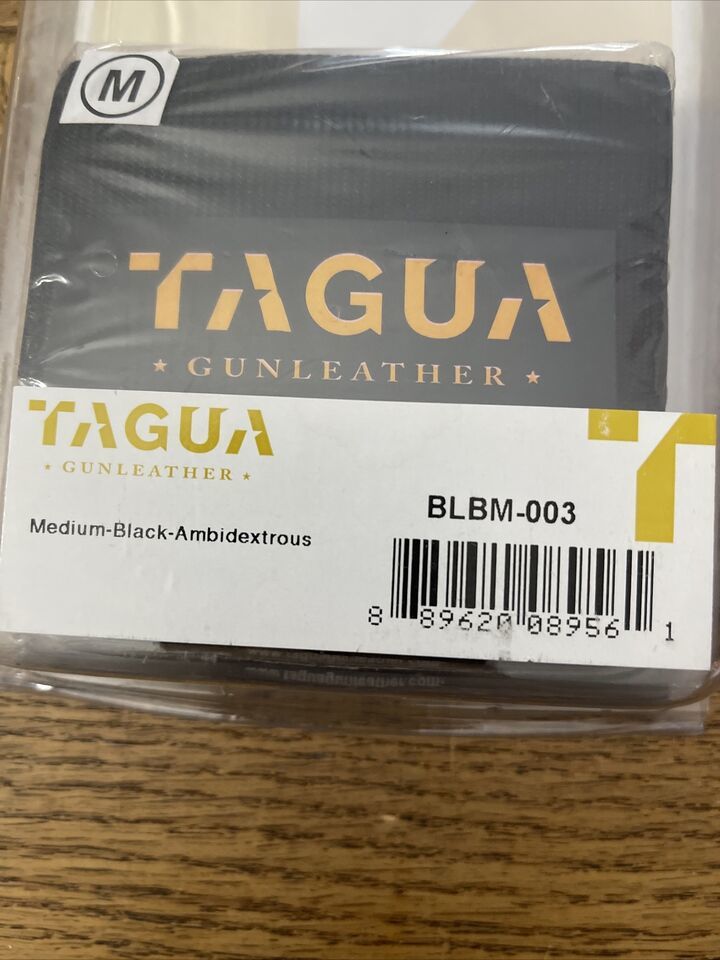 M
TAGUA
★ GUNLEATHER ★
TAGUA
★ GUNLEATHER ★
BLBM-003
Medium-Black-Ambidextrous
8 89620 08956 1